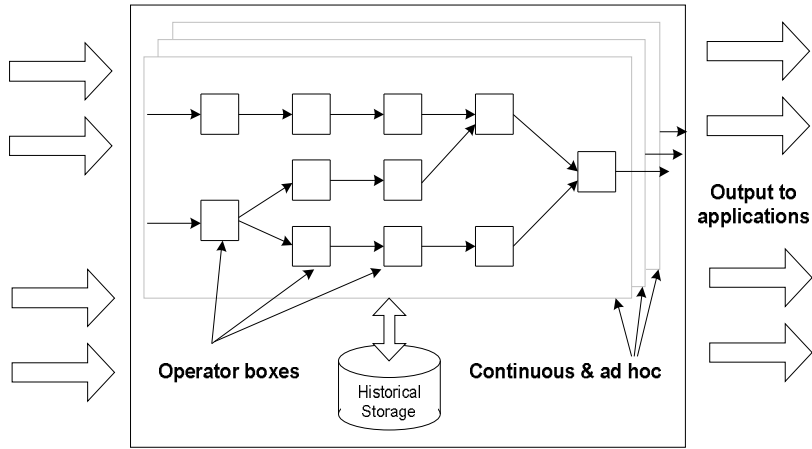 Output to
applications
Operator boxes
Historical
Storage
Continuous & ad hoc